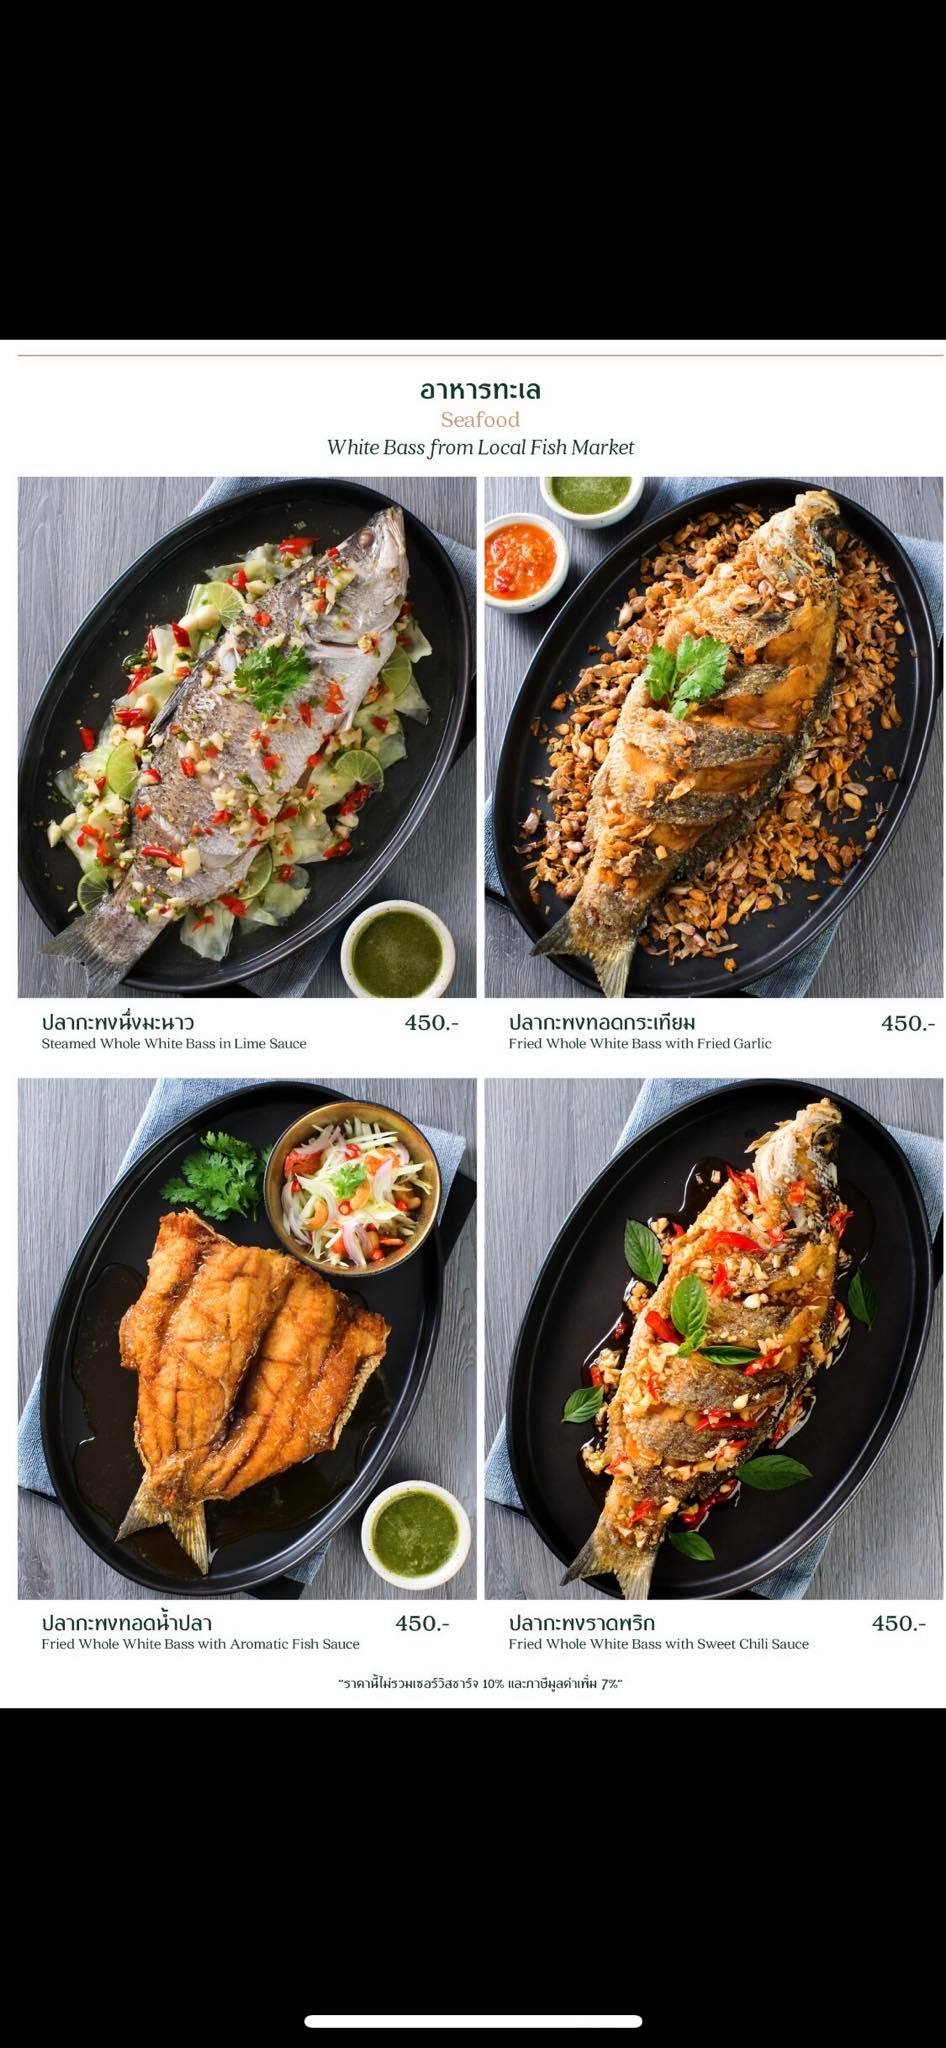 อาหารทะเล
Seafood
White Bass from Local Fish Market
ปลากะพงนึ่งมะนาว 450.-
Steamed Whole White Bass in Lime Sauce
ปลากะพงทอดกระเทียม 450.-
Fried Whole White Bass with Fried Garlic
ปลากะพงทอดน้ำปลา 450.-
Fried Whole White Bass with Aromatic Fish Sauce
ปลากะพงราดพริก 450.-
Fried Whole White Bass with Sweet Chili Sauce
"ราคานี้ไม่รวมเซอร์วิสชาร์จ 10% และภาษีมูลค่าเพิ่ม 7%"